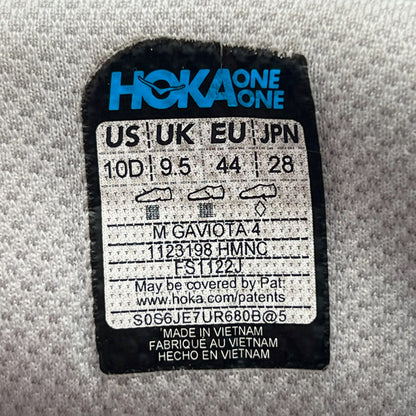 HOKA ONE ONE
US UK EU JPN
10D 9.5 44 28
M GAVIOTA 4
1123198 HMNC
FS1122J
May be covered by Pat:
www.hoka.com/patents
S0S6JE7UR680B@5
MADE IN VIETNAM
FABRIQUÉ AU VIETNAM
HECHO EN VIETNAM